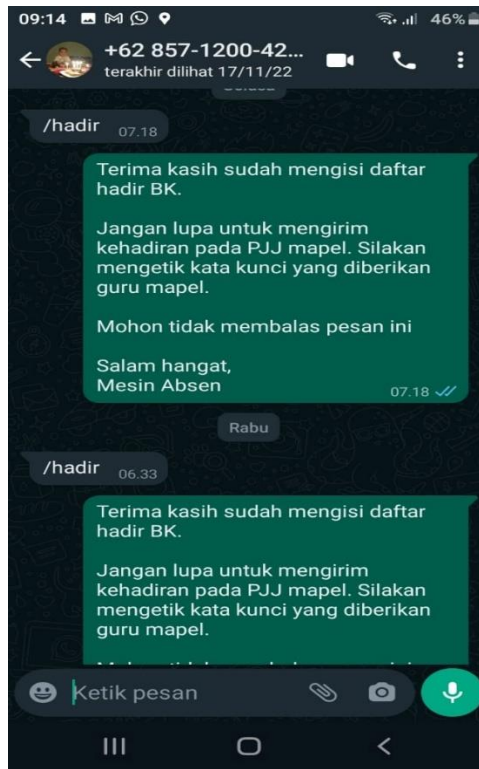 09:14 46%
+62 857-1200-42...
terakhir dilihat 17/11/22
/hadir 07.18
Terima kasih sudah mengisi daftar
hadir BK.
Jangan lupa untuk mengirim
kehadiran pada PJJ mapel. Silakan
mengetik kata kunci yang diberikan
guru mapel.
Mohon tidak membalas pesan ini
Salam hangat,
Mesin Absen 07.18
Rabu
/hadir 06.33
Terima kasih sudah mengisi daftar
hadir BK.
Jangan lupa untuk mengirim
kehadiran pada PJJ mapel. Silakan
mengetik kata kunci yang diberikan
guru mapel.
Ketik pesan